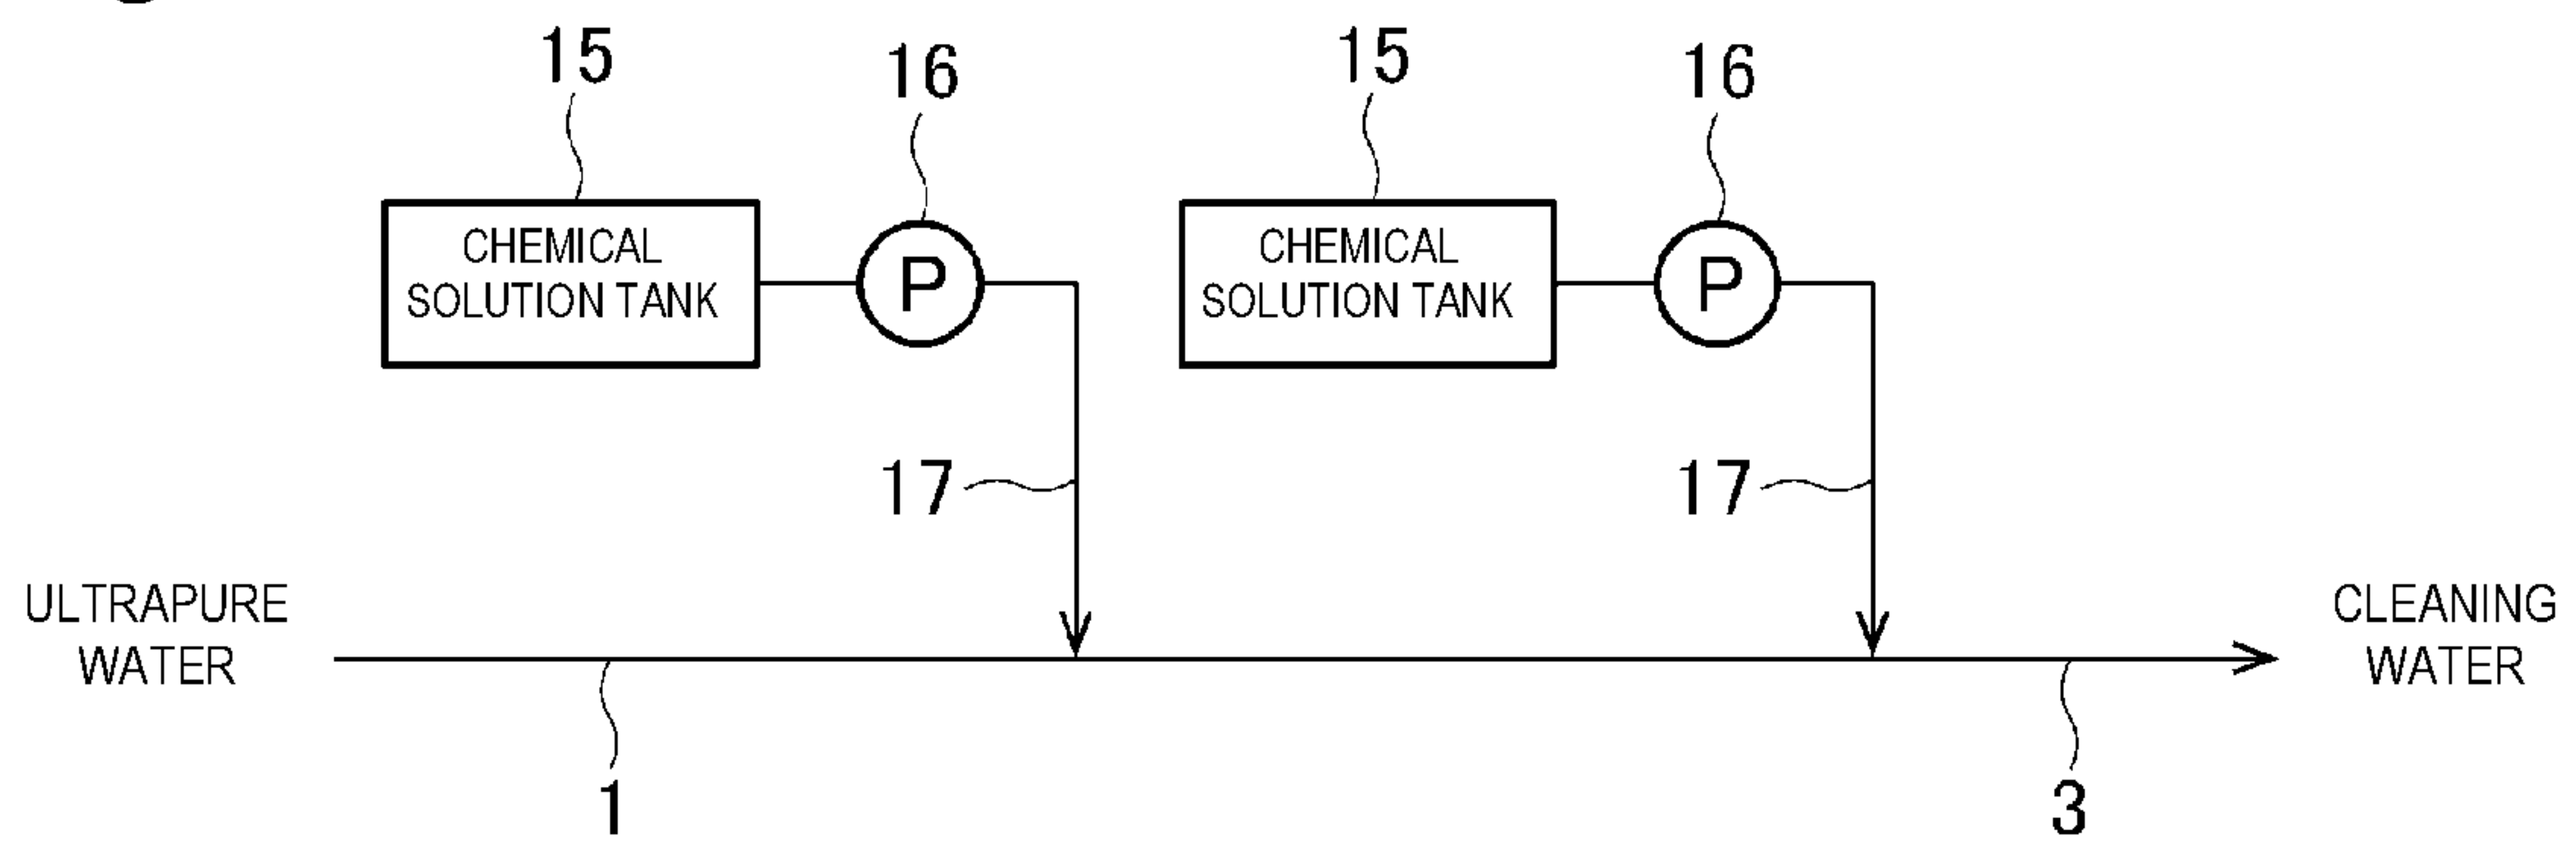 15
16
15
16
CHEMICAL
SOLUTION TANK
P
CHEMICAL
SOLUTION TANK
P
17
17
ULTRAPURE
WATER
CLEANING
WATER
1
3